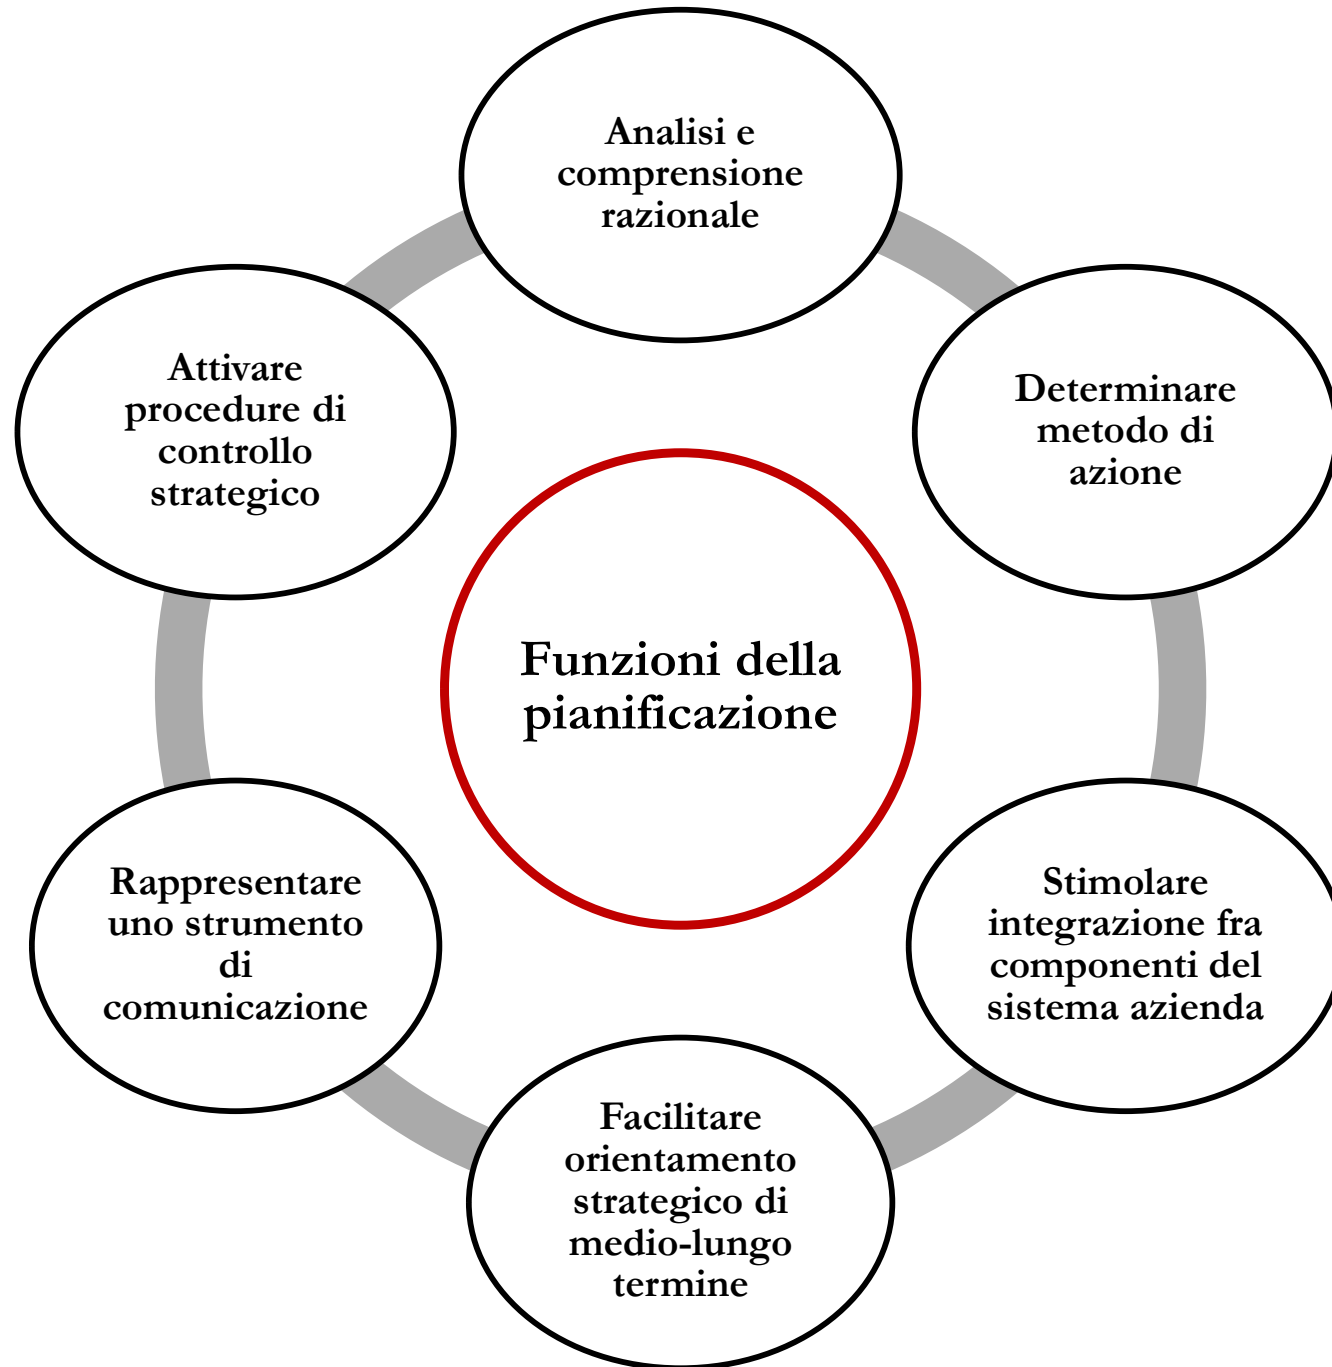 Analisi e
comprensione
razionale
Determinare
metodo di
azione
Stimolare
integrazione fra
componenti del
sistema azienda
Facilitare
orientamento
strategico di
medio-lungo
termine
Rappresentare
uno strumento
di
comunicazione
Attivare
procedure di
controllo
strategico
Funzioni della
pianificazione